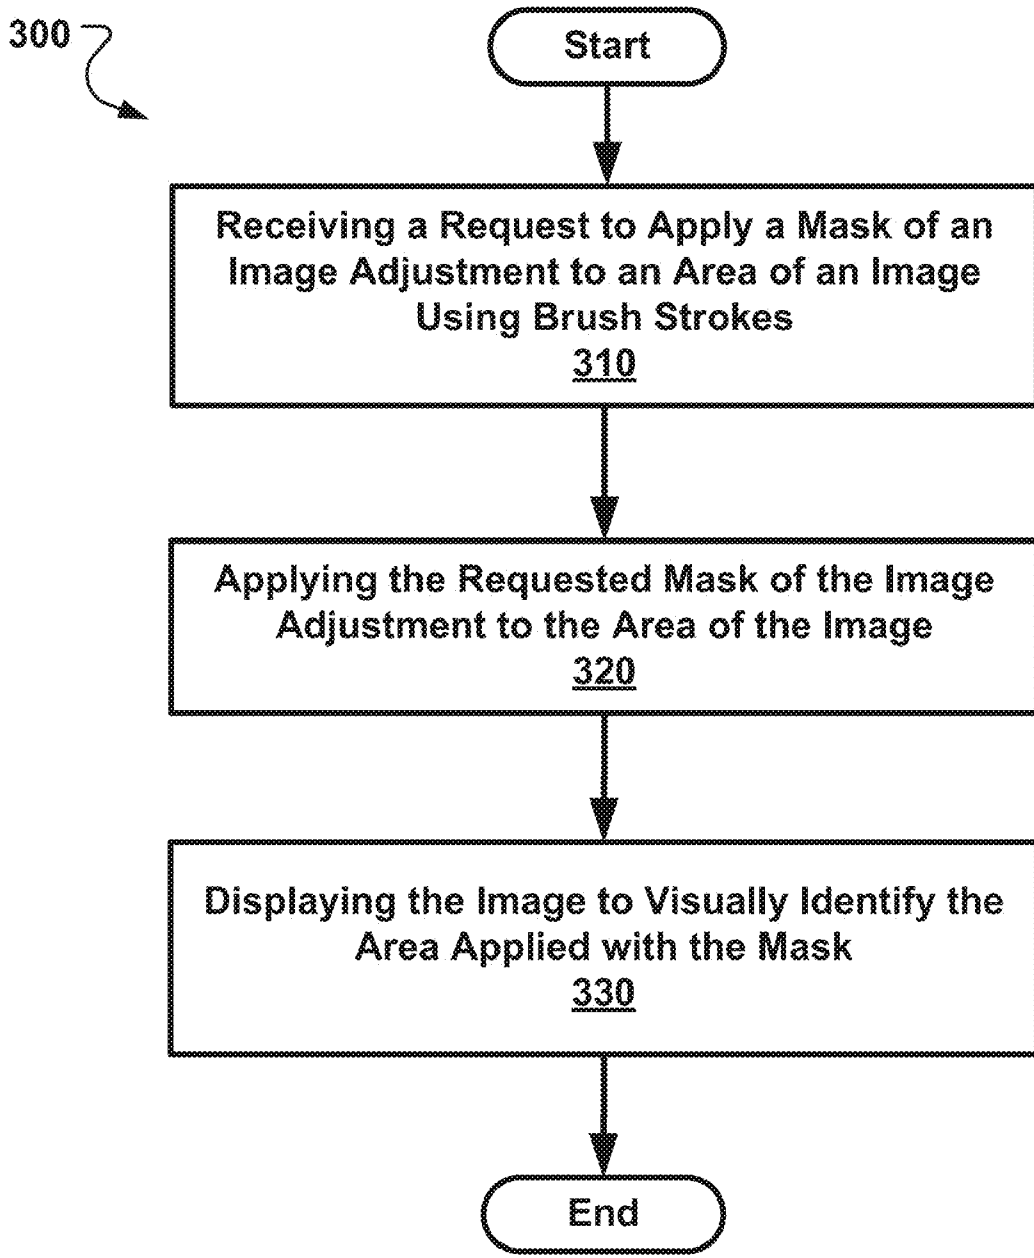 300
Start
Receiving a Request to Apply a Mask of an
Image Adjustment to an Area of an Image
Using Brush Strokes
310
Applying the Requested Mask of the Image
Adjustment to the Area of the Image
320
Displaying the Image to Visually Identify the
Area Applied with the Mask
330
End